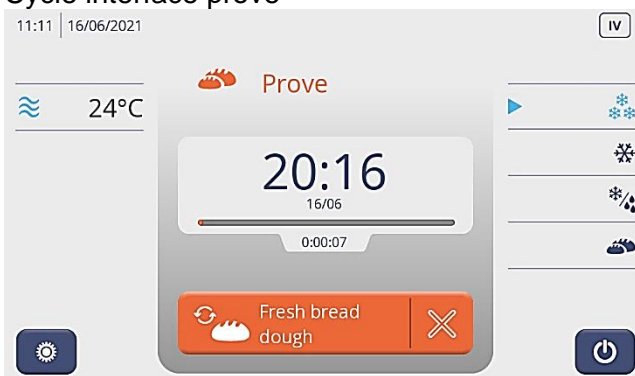 Cycle interface prove
11:11 16/06/2021
IV
Prove
24°C
20:16
16/06
0:00:07
Fresh bread
dough